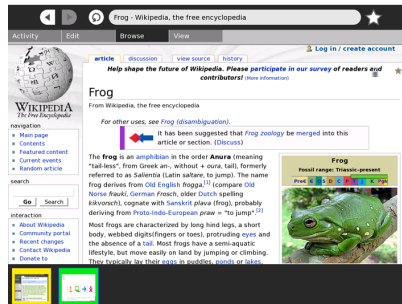 Frog - Wikipedia, the free encyclopedia
Activity Edit Browse View
Log in / create account
article discussion view source history
Help shape the future of Wikipedia. Please participate in our survey of readers and
contributors! (More information)
Frog
From Wikipedia, the free encyclopedia
For other uses, see Frog (disambiguation).
It has been suggested that Frog zoology be merged into this
article or section. (Discuss)
The frog is an amphibian in the order Anura (meaning
"tail-less", from Greek an-, without + oura, tail), formerly
referred to as Salientia (Latin saltare, to jump). The name
frog derives from Old English frogga,[1] (compare Old
Norse frauki, German Frosch, older Dutch spelling
kikvorsch), cognate with Sanskrit plava (frog), probably
deriving from Proto-Indo-European praw = "to jump".[2]
Most frogs are characterized by long hind legs, a short
body, webbed digits(fingers or toes), protruding eyes and
the absence of a tail. Most frogs have a semi-aquatic
lifestyle, but move easily on land by jumping or climbing.
They typically lay their eggs in puddles, ponds or lakes,
Frog
Fossil range: Triassic–present
PreЄ Є O S D C P T J K Pg N
WIKIPEDIA
The Free Encyclopedia
navigation
Main page
Contents
Featured content
Current events
Random article
search
Go Search
interaction
About Wikipedia
Community portal
Recent changes
Contact Wikipedia
Donate to